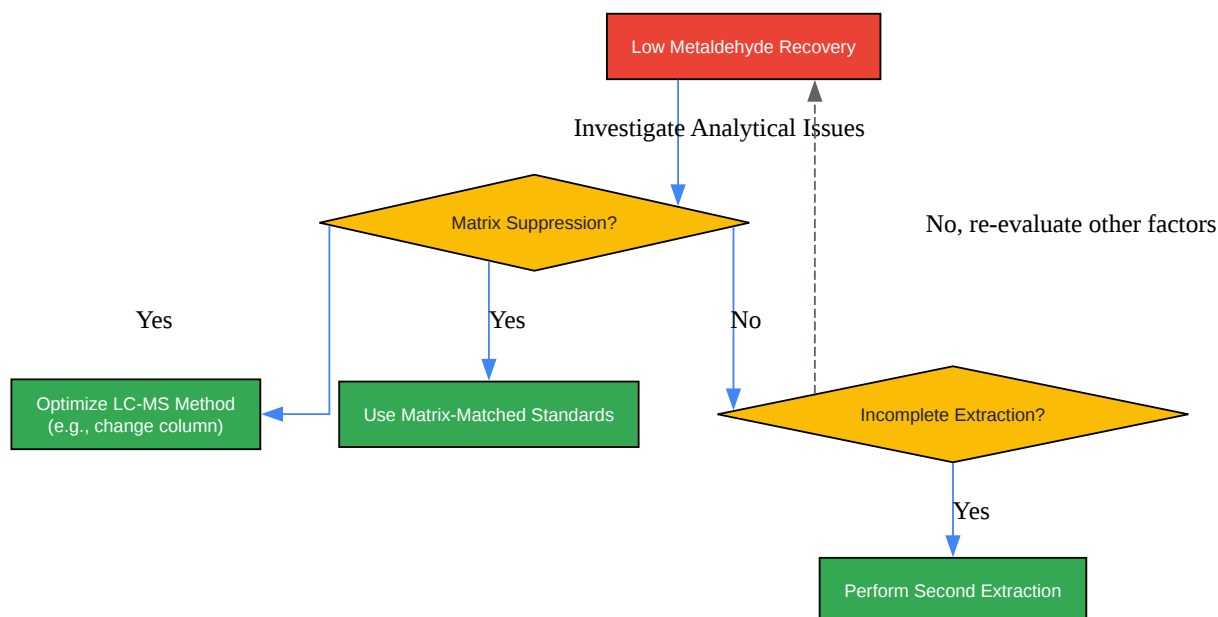 Low Metaldehyde Recovery
Investigate Analytical Issues
Matrix Suppression?
No, re-evaluate other factors
Yes
Yes
No
Optimize LC-MS Method
(e.g., change column)
Use Matrix-Matched Standards
Incomplete Extraction?
Yes
Perform Second Extraction